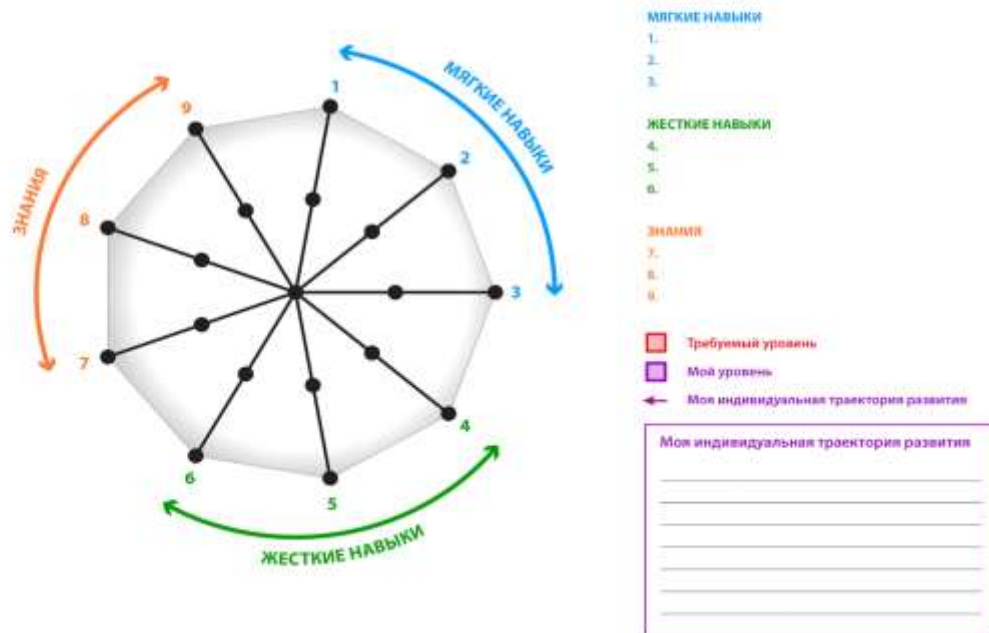 1
2
3
4
5
6
7
8
9
МЯГКИЕ НАВЫКИ
ЖЕСТКИЕ НАВЫКИ
ЗНАНИЯ
МЯГКИЕ НАВЫКИ
1.
2.
3.
ЖЕСТКИЕ НАВЫКИ
4.
5.
6.
ЗНАНИЯ
7.
8.
9.
Требуемый уровень
Мой уровень
Моя индивидуальная траектория развития
Моя индивидуальная траектория развития